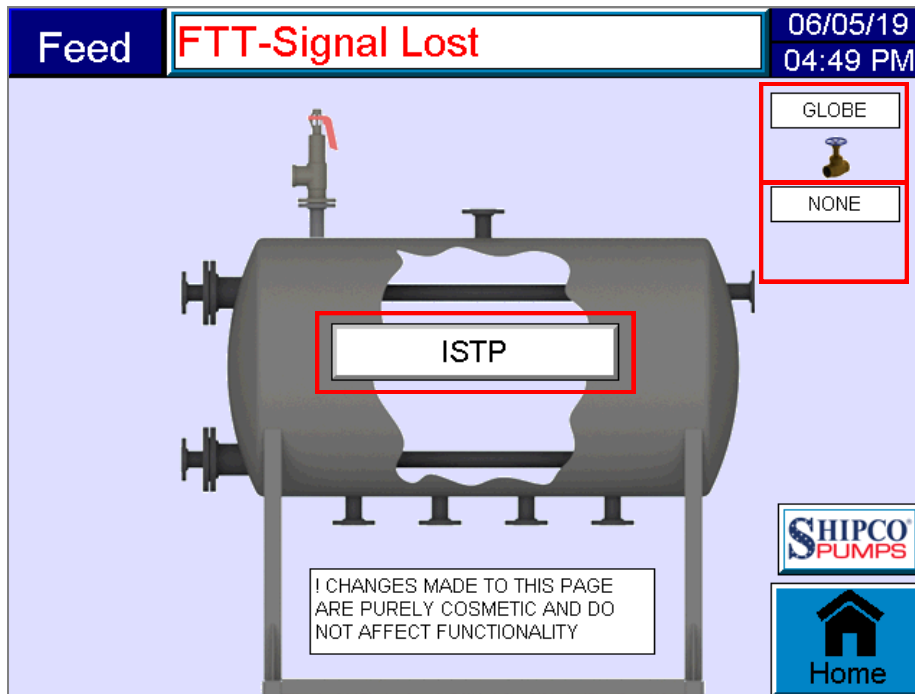 Feed
FTT-Signal Lost
06/05/19
04:49 PM
GLOBE
NONE
ISTP
! CHANGES MADE TO THIS PAGE
ARE PURELY COSMETIC AND DO
NOT AFFECT FUNCTIONALITY
SHIPCO®
PUMPS
Home